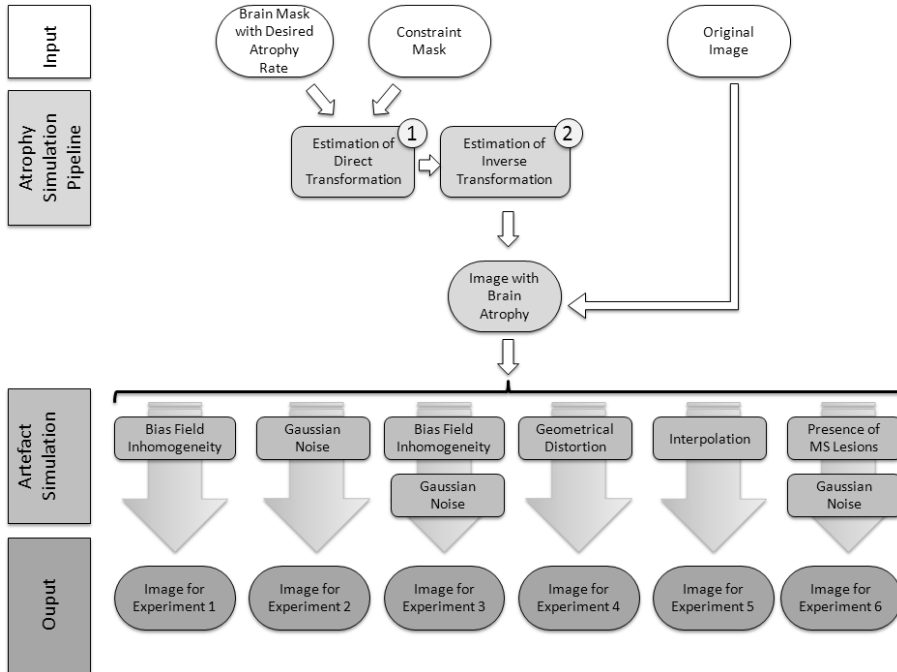 Input
Brain Mask
with Desired
Atrophy
Rate
Constraint
Mask
Original
Image
Atrophy
Simulation
Pipeline
1
Estimation of
Direct
Transformation
2
Estimation of
Inverse
Transformation
Image with
Brain
Atrophy
Artefact
Simulation
Bias Field
Inhomogeneity
Gaussian
Noise
Bias Field
Inhomogeneity
Gaussian
Noise
Geometrical
Distortion
Interpolation
Presence of
MS Lesions
Gaussian
Noise
Ouput
Image for
Experiment 1
Image for
Experiment 2
Image for
Experiment 3
Image for
Experiment 4
Image for
Experiment 5
Image for
Experiment 6